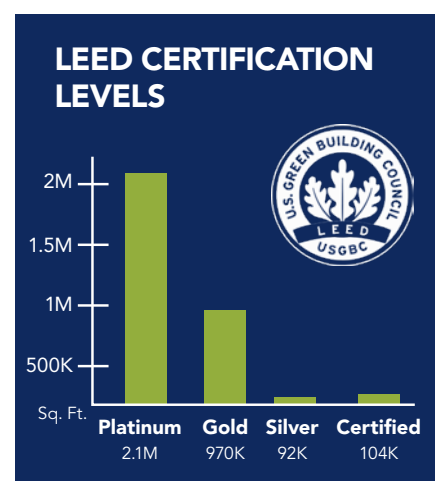 LEED CERTIFICATION
LEVELS
U.S. GREEN BUILDING COUNCIL
LEED
USGBC
2M
1.5M
1M
500K
Sq. Ft.
Platinum Gold Silver Certified
2.1M 970K 92K 104K